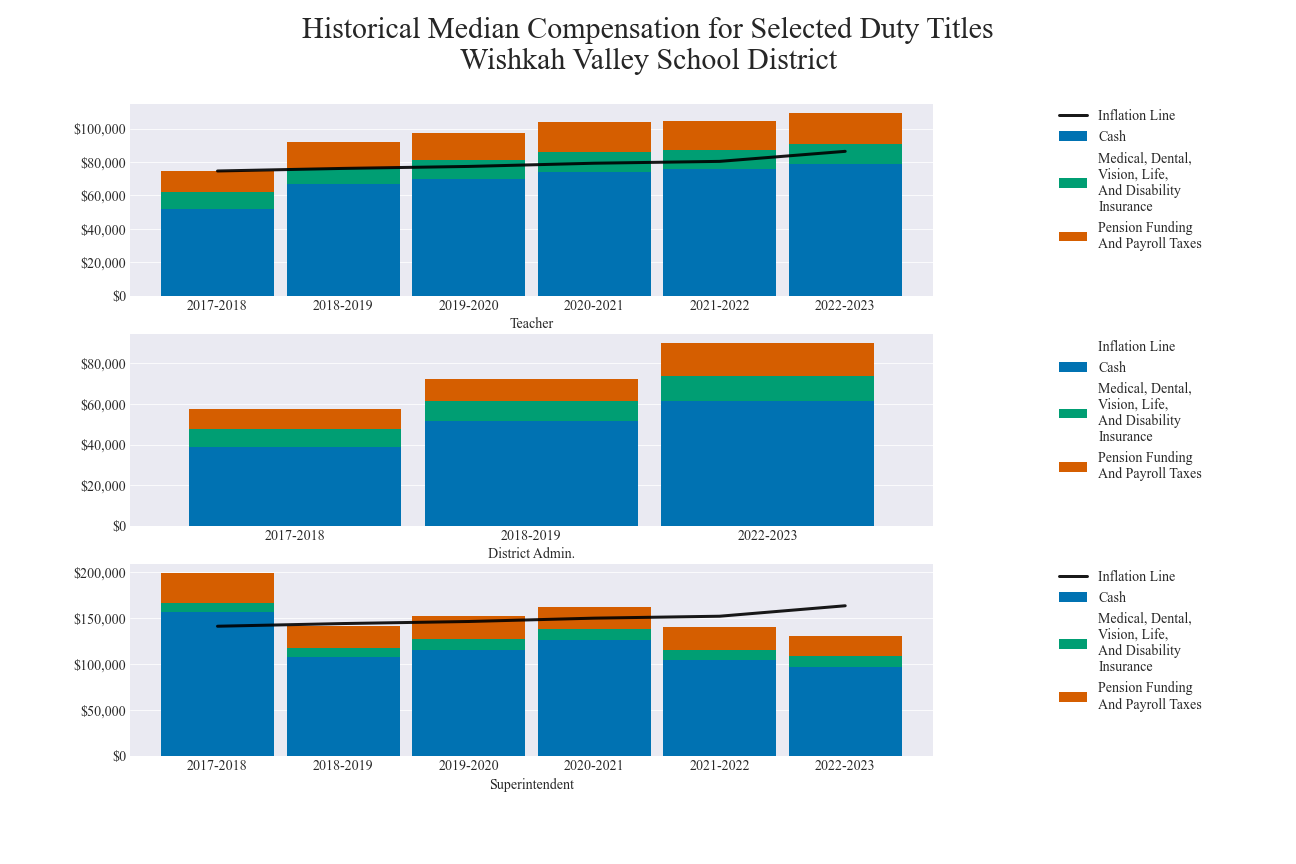 Historical Median Compensation for Selected Duty Titles
Wishkah Valley School District
$100,000
$80,000
$60,000
$40,000
$20,000
$0
2017-2018
2018-2019
2019-2020
2020-2021
2021-2022
2022-2023
Teacher
Inflation Line
Cash
Medical, Dental,
Vision, Life,
And Disability
Insurance
Pension Funding
And Payroll Taxes
$80,000
$60,000
$40,000
$20,000
$0
2017-2018
2018-2019
2022-2023
District Admin.
Inflation Line
Cash
Medical, Dental,
Vision, Life,
And Disability
Insurance
Pension Funding
And Payroll Taxes
$200,000
$150,000
$100,000
$50,000
$0
2017-2018
2018-2019
2019-2020
2020-2021
2021-2022
2022-2023
Superintendent
Inflation Line
Cash
Medical, Dental,
Vision, Life,
And Disability
Insurance
Pension Funding
And Payroll Taxes